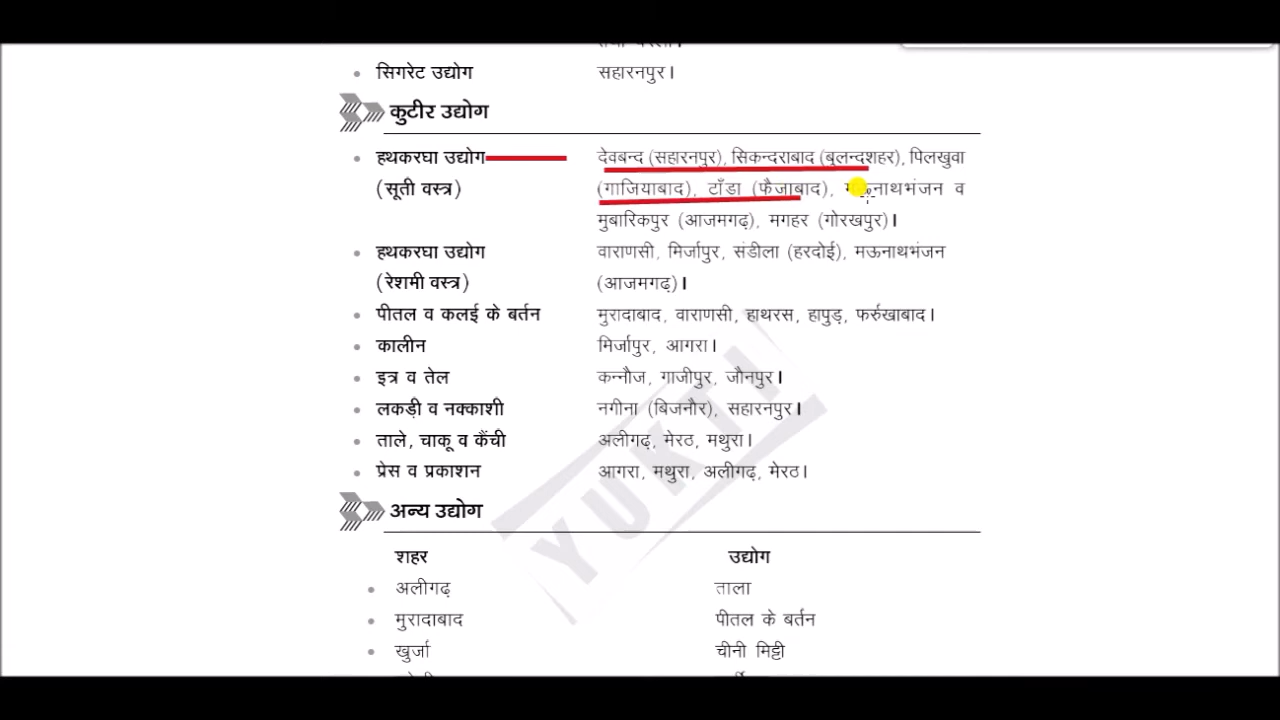 • सिगरेट उद्योग सहारनपुर।
कुटीर उद्योग
• हथकरघा उद्योग देवबन्द (सहारनपुर), सिकन्दराबाद (बुलन्दशहर), पिलखुवा
(सूती वस्त्र) (गाजियाबाद), टाँडा (फैजाबाद), मऊनाथभंजन व
मुबारिकपुर (आजमगढ़), मगहर (गोरखपुर)।
• हथकरघा उद्योग वाराणसी, मिर्जापुर, संडीला (हरदोई), मऊनाथभंजन
(रेशमी वस्त्र) (आजमगढ़)।
• पीतल व कलई के बर्तन मुरादाबाद, वाराणसी, हाथरस, हापुड़, फर्रुखाबाद।
• कालीन मिर्जापुर, आगरा।
• इत्र व तेल कन्नौज, गाजीपुर, जौनपुर।
• लकड़ी व नक्काशी नगीना (बिजनौर), सहारनपुर।
• ताले, चाकू व कैंची अलीगढ़, मेरठ, मथुरा।
• प्रेस व प्रकाशन आगरा, मथुरा, अलीगढ़, मेरठ।
अन्य उद्योग
शहर उद्योग
• अलीगढ़ ताला
• मुरादाबाद पीतल के बर्तन
• खुर्जा चीनी मिट्टी
YUKTI